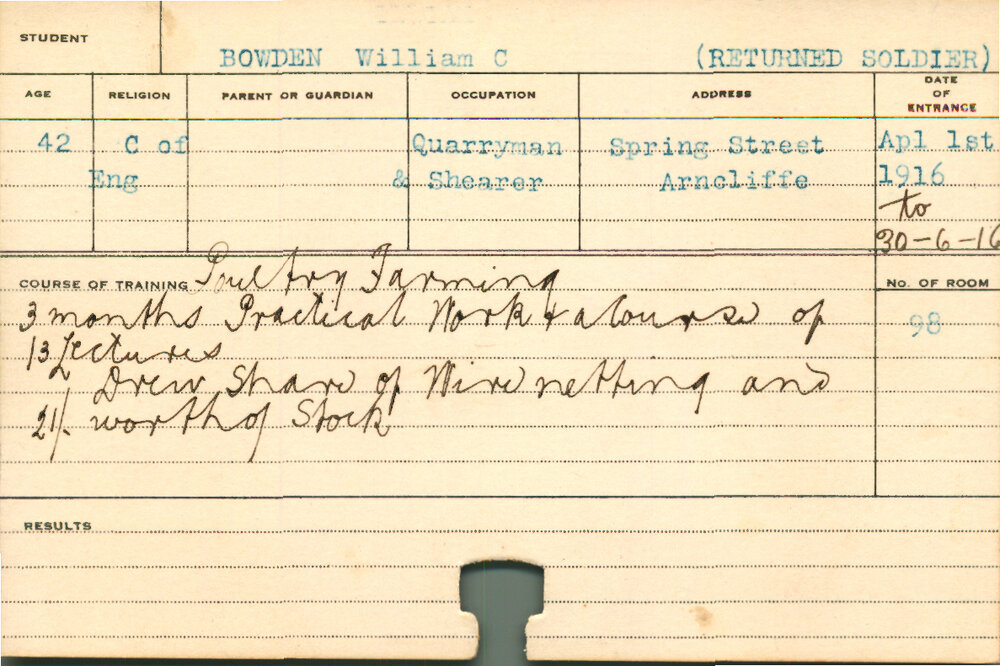 STUDENT
BOWDEN William C (RETURNED SOLDIER)
AGE RELIGION PARENT OR GUARDIAN OCCUPATION ADDRESS DATE OF ENTRANCE
42 C of Quarryman Spring Street Apl 1st
Eng & Shearer Arncliffe 1916
to
30-6-16
COURSE OF TRAINING Poultry Farming
No. OF ROOM
3 months Practical Work & a Course of
98
13 Lectures
Drew Share of Wire netting and
21/- worth of Stock
RESULTS